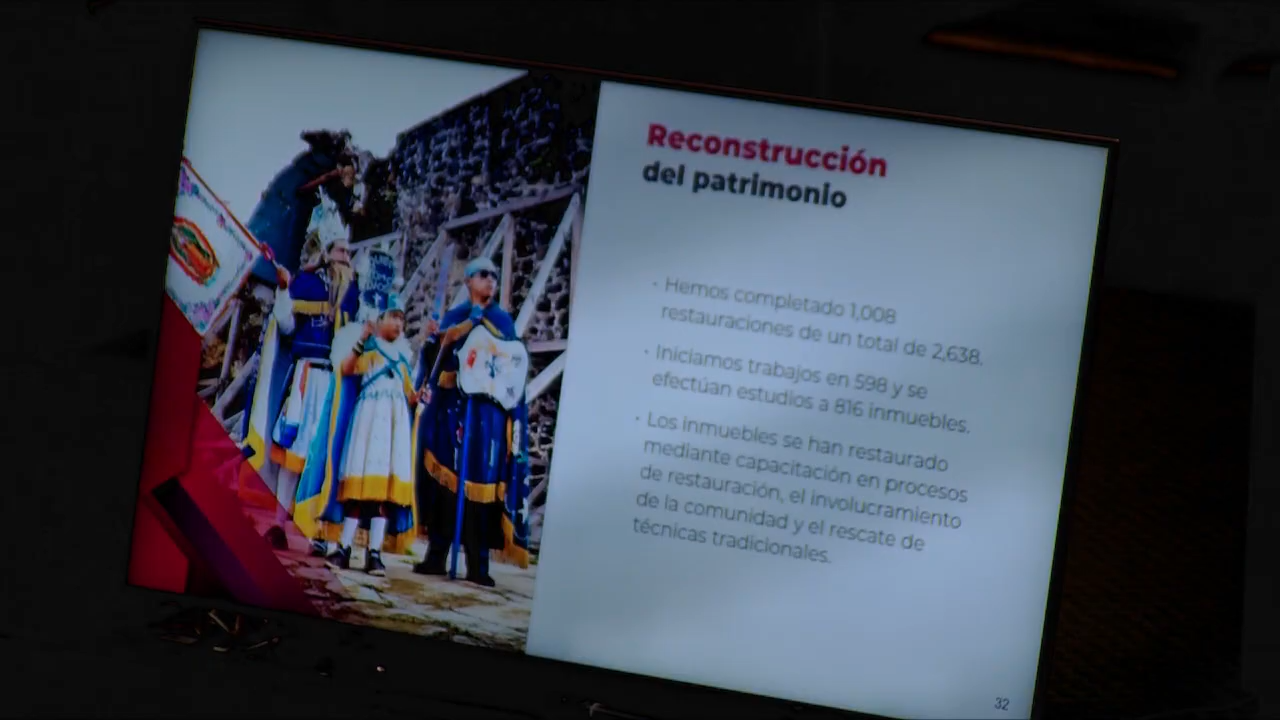 Reconstrucción
del patrimonio
· Hemos completado 1,008
restauraciones de un total de 2,638.
· Iniciamos trabajos en 598 y se
efectúan estudios a 816 inmuebles.
· Los inmuebles se han restaurado
mediante capacitación en procesos
de restauración, el involucramiento
de la comunidad y el rescate de
técnicas tradicionales.
32